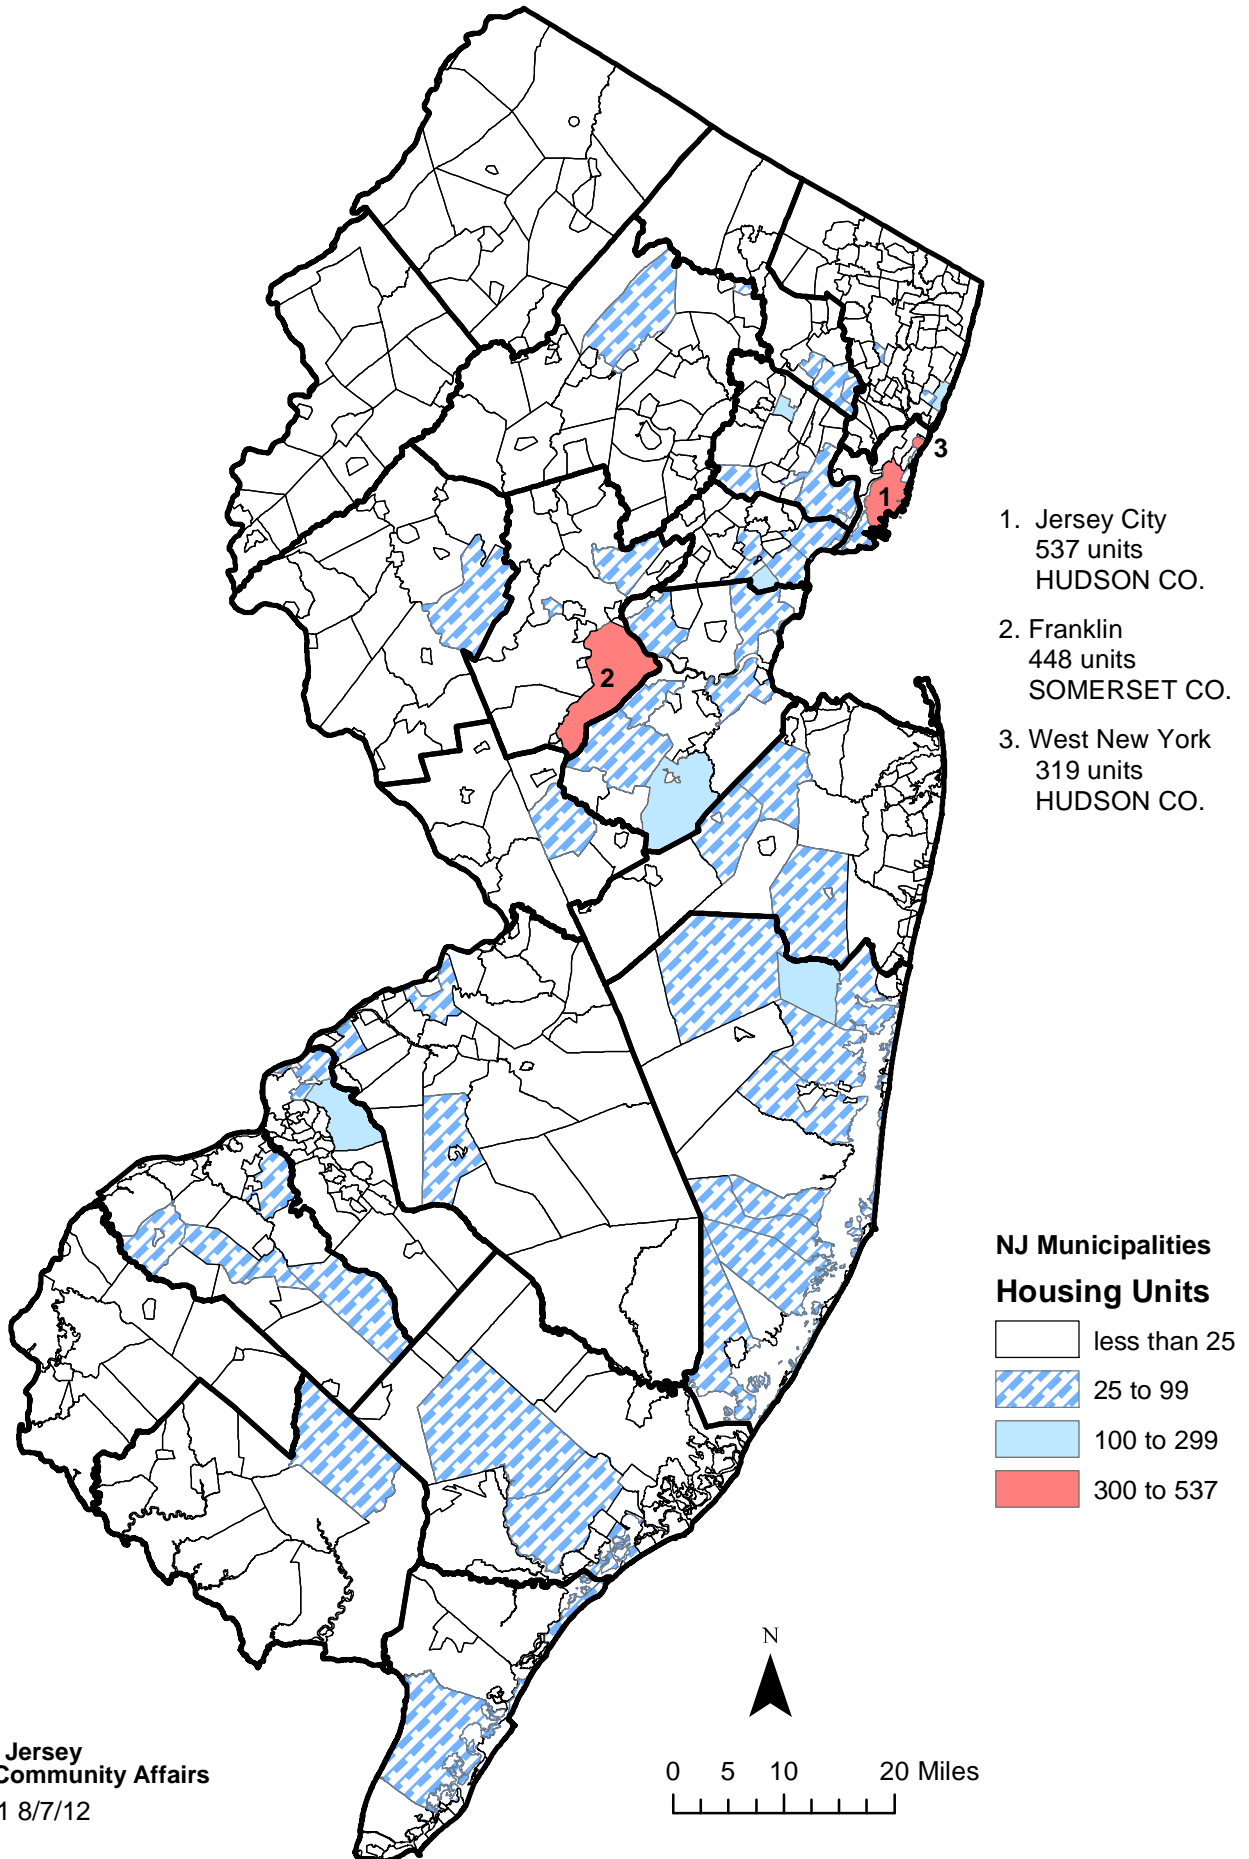 3
1
1. Jersey City
537 units
HUDSON CO.
2. Franklin
448 units
SOMERSET CO.
3. West New York
319 units
HUDSON CO.
2
NJ Municipalities
Housing Units
less than 25
25 to 99
100 to 299
300 to 537
N
Jersey
Community Affairs
1 8/7/12
0 5 10 20 Miles